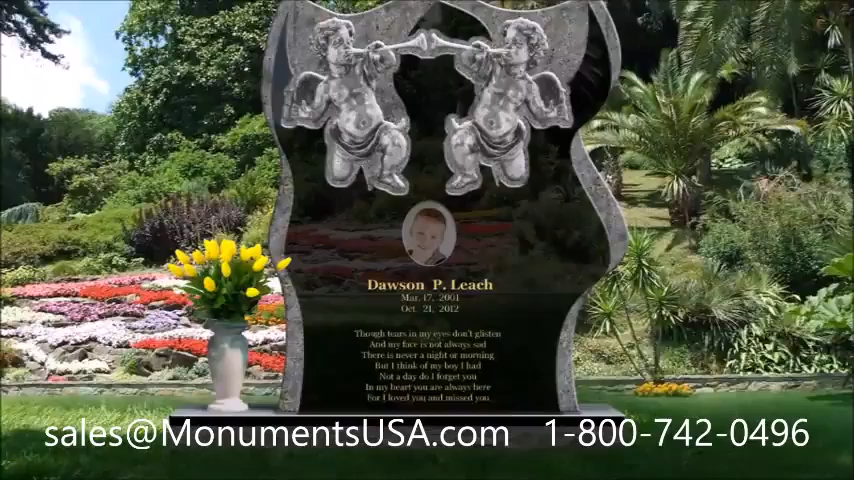 Dawson P. Leach
Mar. 17, 2001
Oct. 21, 2012
Though tears in my eyes don't glisten
And my face is not always sad
There is never a night or morning
But I think of my boy I had
Not a day do I forget you
In my heart you are always here
For I loved you and missed you
sales@MonumentsUSA.com 1-800-742-0496